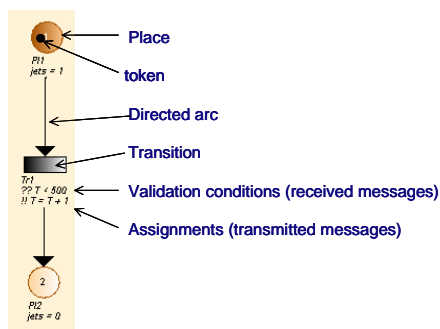 Place
Pl1
jets = 1
token
Directed arc
Transition
Tr1
?? T < 500
!! T = T + 1
Validation conditions (received messages)
Assignments (transmitted messages)
2
Pl2
jets = 0